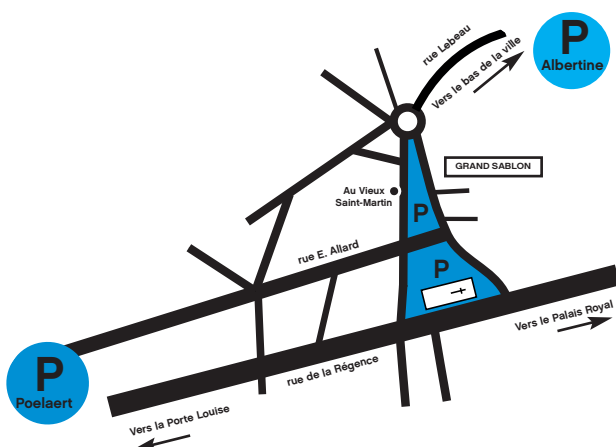 P
Albertine
rue Lebeau
Vers le bas de la ville
GRAND SABLON
Au Vieux
Saint-Martin
P
rue E. Allard
P
Vers le Palais Royal
P
Poelaert
rue de la Régence
Vers la Porte Louise